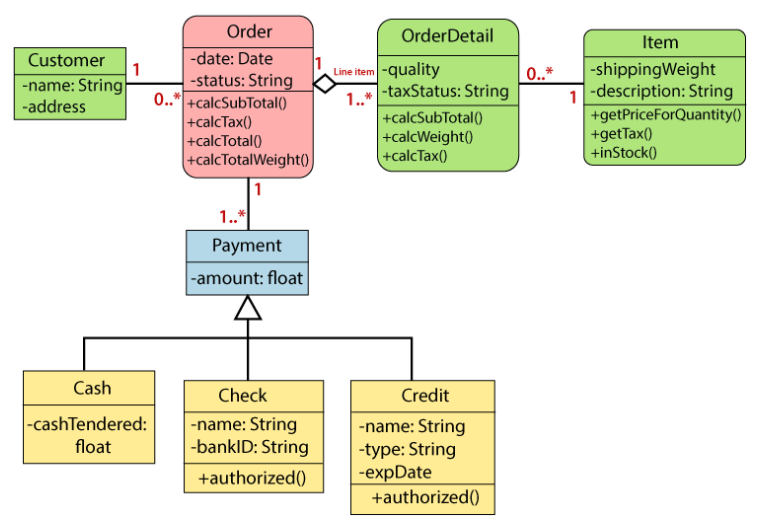 Customer
-name: String
-address
1
0..*
Order
-date: Date
-status: String
+calcSubTotal()
+calcTax()
+calcTotal()
+calcTotalWeight()
1
Line item
1..*
OrderDetail
-quality
-taxStatus: String
+calcSubTotal()
+calcWeight()
+calcTax()
0..*
1
Item
-shippingWeight
-description: String
+getPriceForQuantity()
+getTax()
+inStock()
1
1..*
Payment
-amount: float
Cash
-cashTendered:
float
Check
-name: String
-bankID: String
+authorized()
Credit
-name: String
-type: String
-expDate
+authorized()